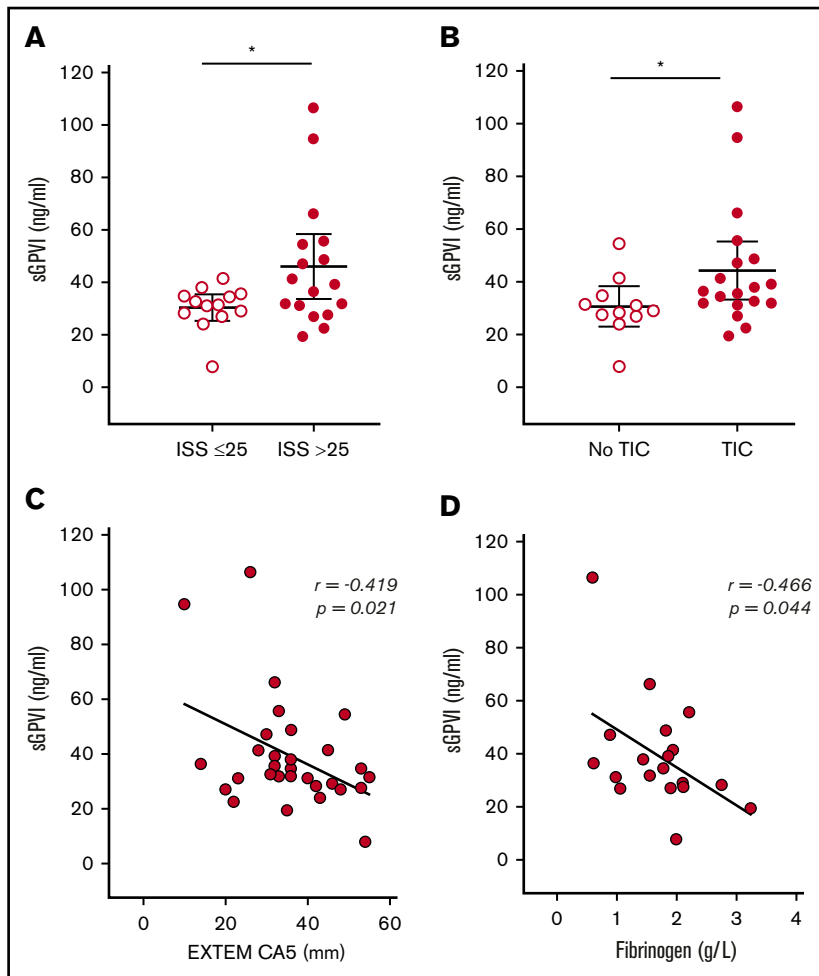 A
*
120
100
80
60
40
20
0
sGPVI (ng/ml)
ISS ≤25
ISS >25
B
*
120
100
80
60
40
20
0
sGPVI (ng/ml)
No TIC
TIC
C
120
100
80
60
40
20
0
sGPVI (ng/ml)
r = -0.419
p = 0.021
0
20
40
60
EXTEM CA5 (mm)
D
120
100
80
60
40
20
0
sGPVI (ng/ml)
r = -0.466
p = 0.044
0
1
2
3
4
Fibrinogen (g/L)